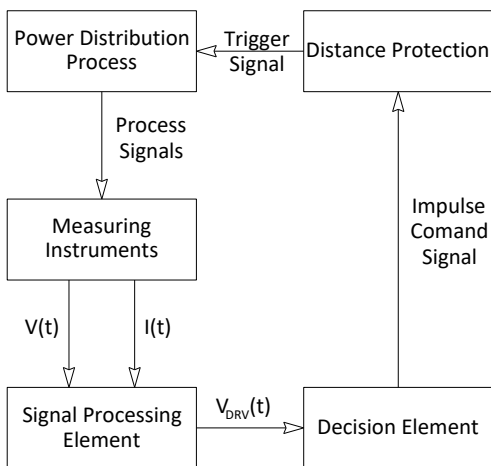 Power Distribution
Process
Trigger
Signal
Distance Protection
Process
Signals
Measuring
Instruments
Impulse
Comand
Signal
V(t)
I(t)
Signal Processing
Element
V_DRV(t)
Decision Element